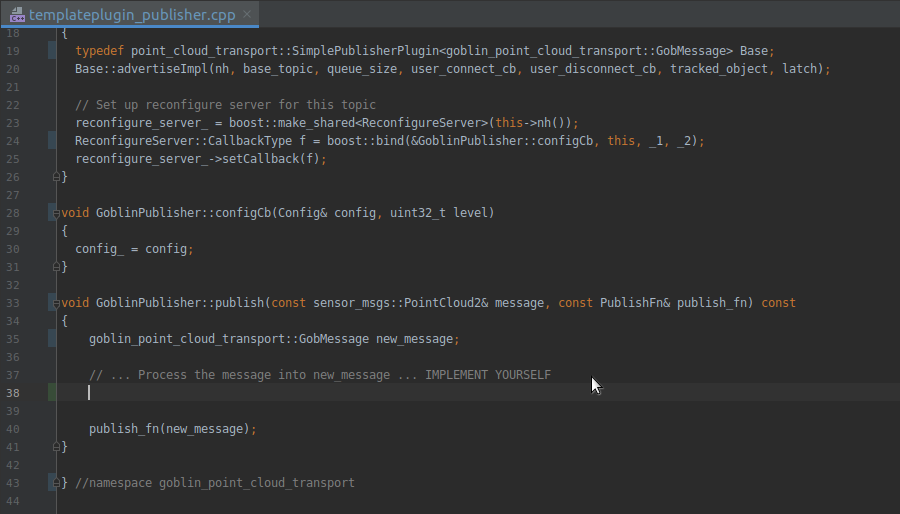 templateplugin_publisher.cpp ×
18 {
19 typedef point_cloud_transport::SimplePublisherPlugin<goblin_point_cloud_transport::GobMessage> Base;
20 Base::advertiseImpl(nh, base_topic, queue_size, user_connect_cb, user_disconnect_cb, tracked_object, latch);
21
22 // Set up reconfigure server for this topic
23 reconfigure_server_ = boost::make_shared<ReconfigureServer>(this->nh());
24 ReconfigureServer::CallbackType f = boost::bind(&GoblinPublisher::configCb, this, _1, _2);
25 reconfigure_server_->setCallback(f);
26 }
27
28 void GoblinPublisher::configCb(Config& config, uint32_t level)
29 {
30 config_ = config;
31 }
32
33 void GoblinPublisher::publish(const sensor_msgs::PointCloud2& message, const PublishFn& publish_fn) const
34 {
35 goblin_point_cloud_transport::GobMessage new_message;
36
37 // ... Process the message into new_message ... IMPLEMENT YOURSELF
38
39
40 publish_fn(new_message);
41 }
42
43 } //namespace goblin_point_cloud_transport
44